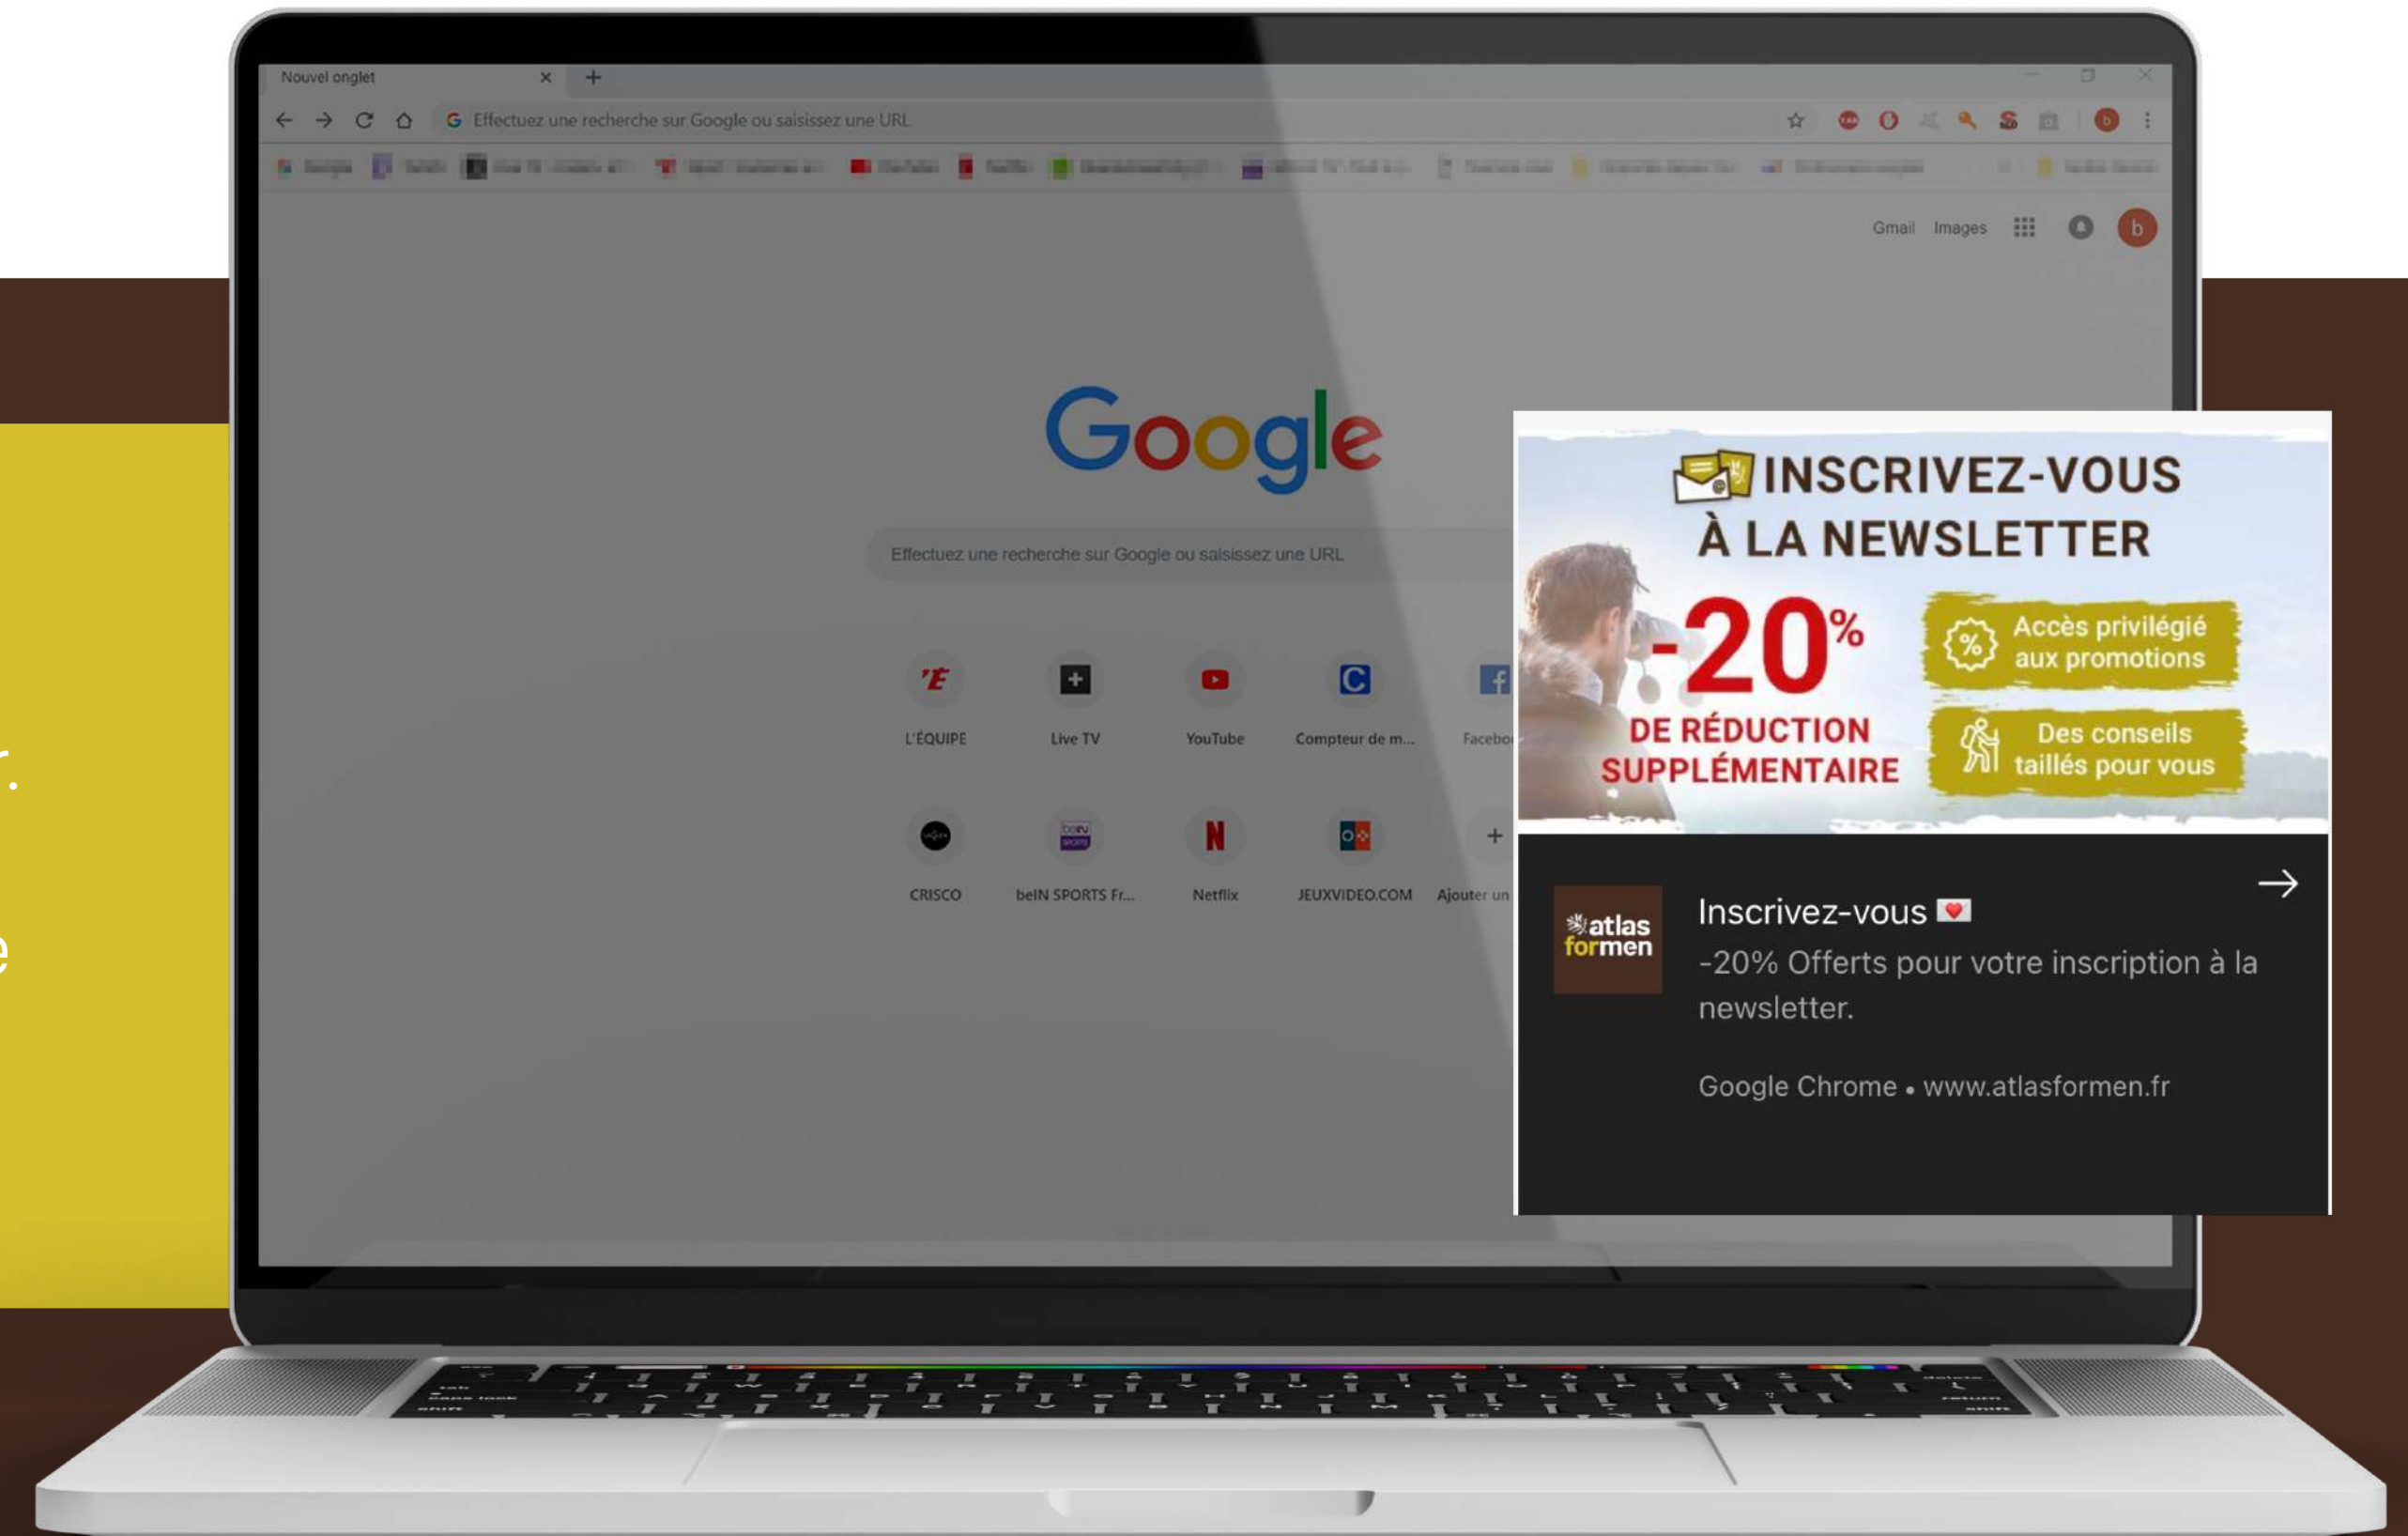 Nouvel onglet
Effectuez une recherche sur Google ou saisissez une URL
Gmail Images
b
Google
Effectuez une recherche sur Google ou saisissez une URL
L'ÉQUIPE
Live TV
YouTube
Compteur de m...
CRISCO
beIN SPORTS Fr...
Netflix
JEUXVIDEO.COM
Ajouter un
INSCRIVEZ-VOUS
À LA NEWSLETTER
-20%
DE RÉDUCTION
SUPPLÉMENTAIRE
Accès privilégié
aux promotions
Des conseils
taillés pour vous
atlas
formen
Inscrivez-vous 💌
-20% Offerts pour votre inscription à la
newsletter.
Google Chrome • www.atlasformen.fr